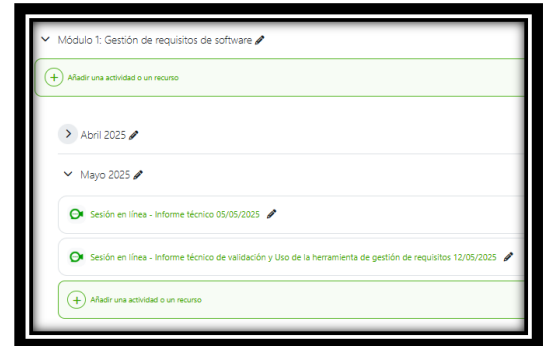 Módulo 1: Gestión de requisitos de software
Añadir una actividad o un recurso
Abril 2025
Mayo 2025
Sesión en línea - Informe técnico 05/05/2025
Sesión en línea - Informe técnico de validación y Uso de la herramienta de gestión de requisitos 12/05/2025
Añadir una actividad o un recurso